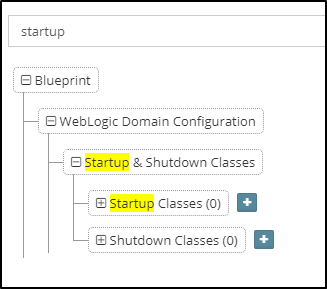 startup
Blueprint
WebLogic Domain Configuration
Startup & Shutdown Classes
Startup Classes (0)
Shutdown Classes (0)